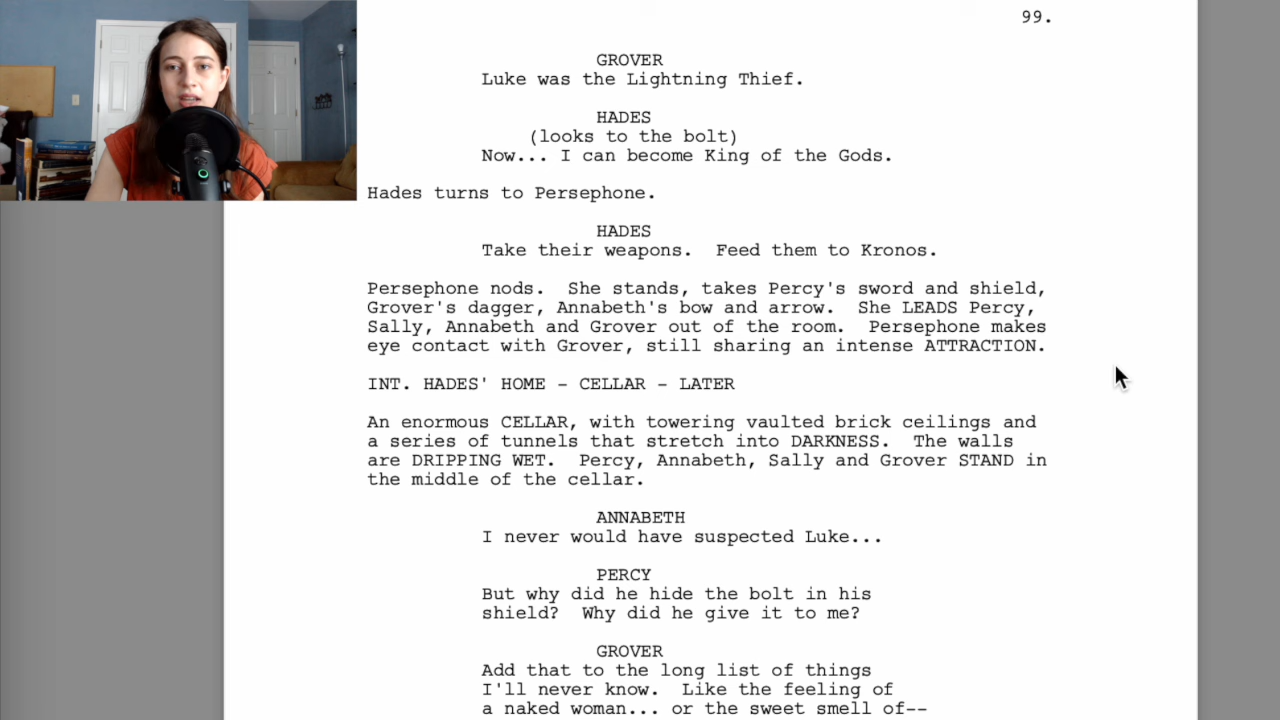 99.
GROVER
Luke was the Lightning Thief.
HADES
(looks to the bolt)
Now... I can become King of the Gods.
Hades turns to Persephone.
HADES
Take their weapons.  Feed them to Kronos.
Persephone nods.  She stands, takes Percy's sword and shield,
Grover's dagger, Annabeth's bow and arrow.  She LEADS Percy,
Sally, Annabeth and Grover out of the room.  Persephone makes
eye contact with Grover, still sharing an intense ATTRACTION.
INT. HADES' HOME - CELLAR - LATER
An enormous CELLAR, with towering vaulted brick ceilings and
a series of tunnels that stretch into DARKNESS.  The walls
are DRIPPING WET.  Percy, Annabeth, Sally and Grover STAND in
the middle of the cellar.
ANNABETH
I never would have suspected Luke...
PERCY
But why did he hide the bolt in his
shield?  Why did he give it to me?
GROVER
Add that to the long list of things
I'll never know.  Like the feeling of
a naked woman... or the sweet smell of--